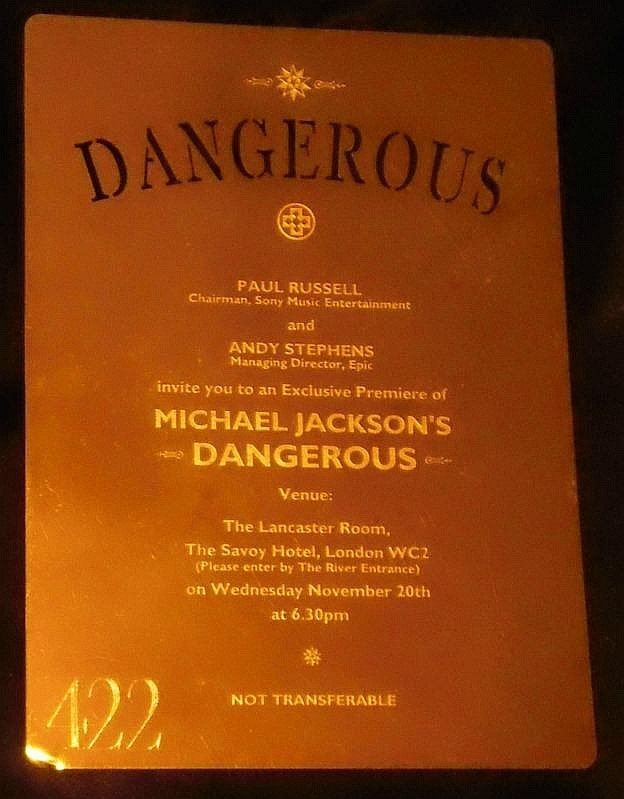 DANGEROUS
PAUL RUSSELL
Chairman, Sony Music Entertainment
and
ANDY STEPHENS
Managing Director, Epic
invite you to an Exclusive Premiere of
MICHAEL JACKSON'S
DANGEROUS
Venue:
The Lancaster Room,
The Savoy Hotel, London WC2
(Please enter by The River Entrance)
on Wednesday November 20th
at 6.30pm
NOT TRANSFERABLE
422